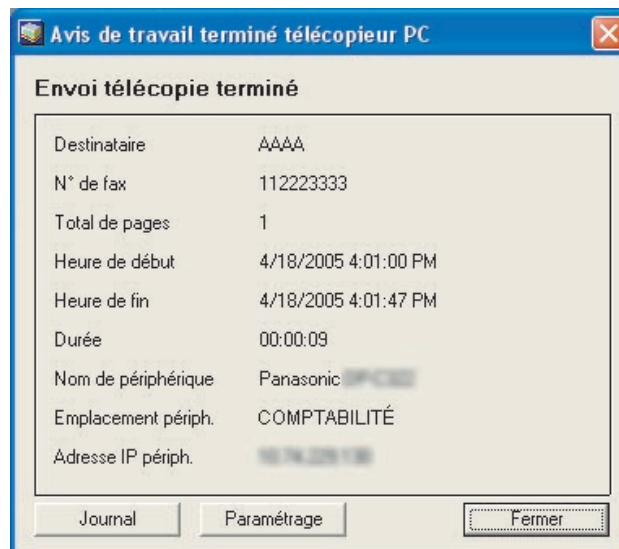 Avis de travail terminé télécopieur PC
Envoi télécopie terminé
Destinataire AAAA
N° de fax 112223333
Total de pages 1
Heure de début 4/18/2005 4:01:00 PM
Heure de fin 4/18/2005 4:01:47 PM
Durée 00:00:09
Nom de périphérique Panasonic
Emplacement périph. COMPTABILITÉ
Adresse IP périph.
Journal Paramétrage Fermer